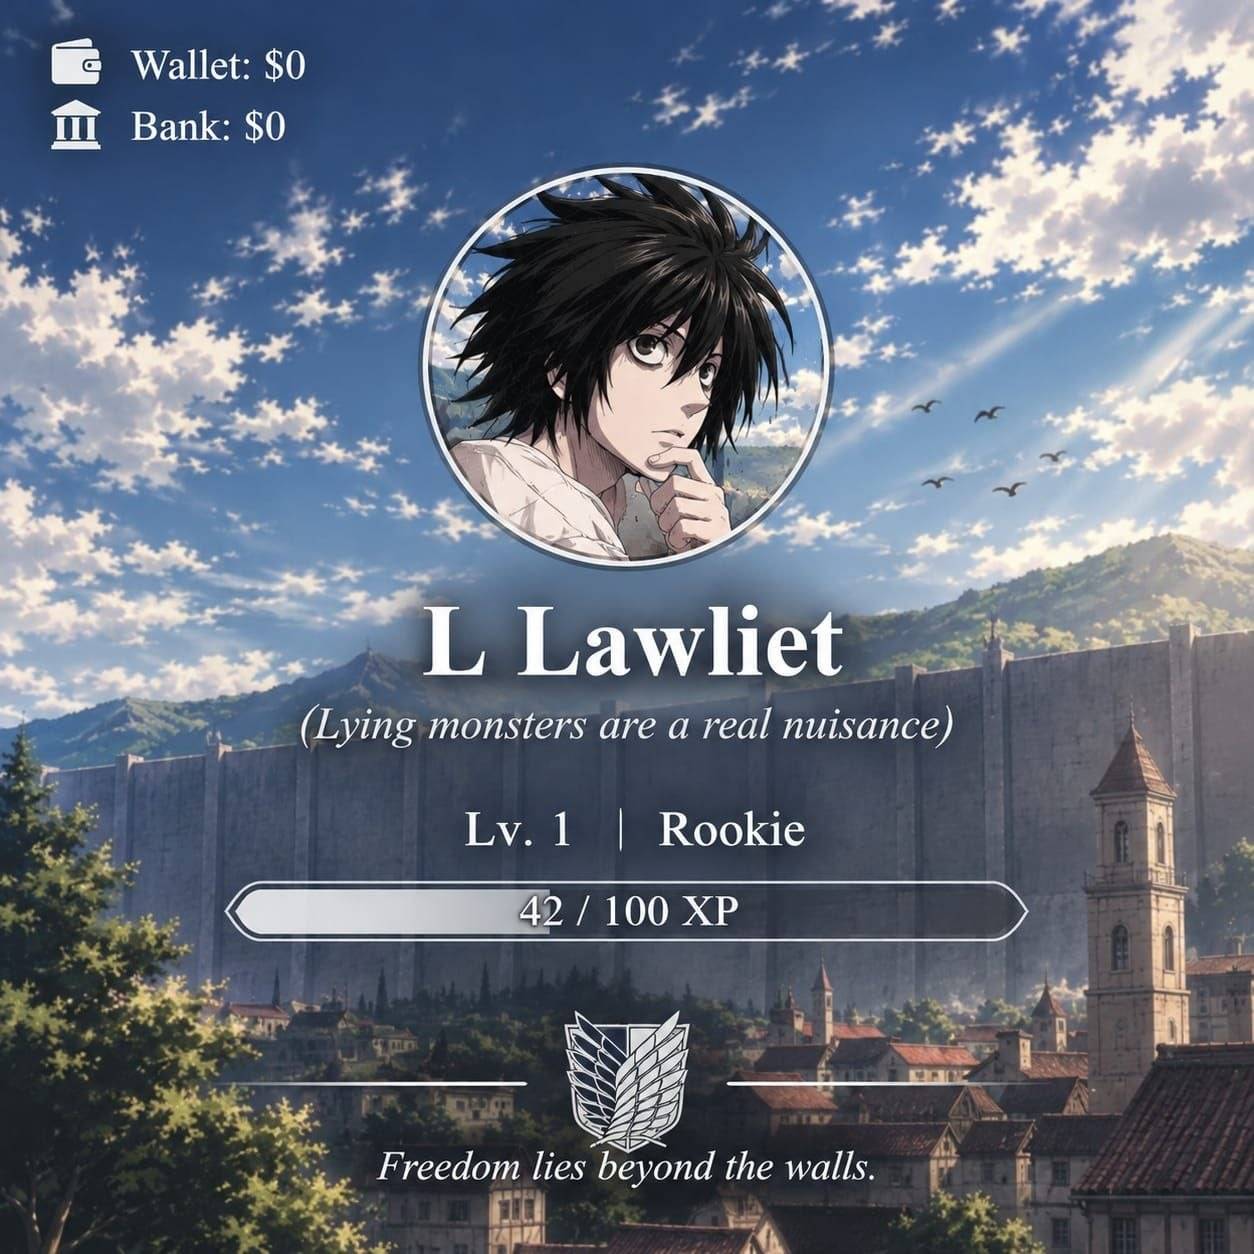 Wallet: $0
Bank: $0
L Lawliet
(Lying monsters are a real nuisance)
Lv. 1 | Rookie
42 / 100 XP
Freedom lies beyond the walls.